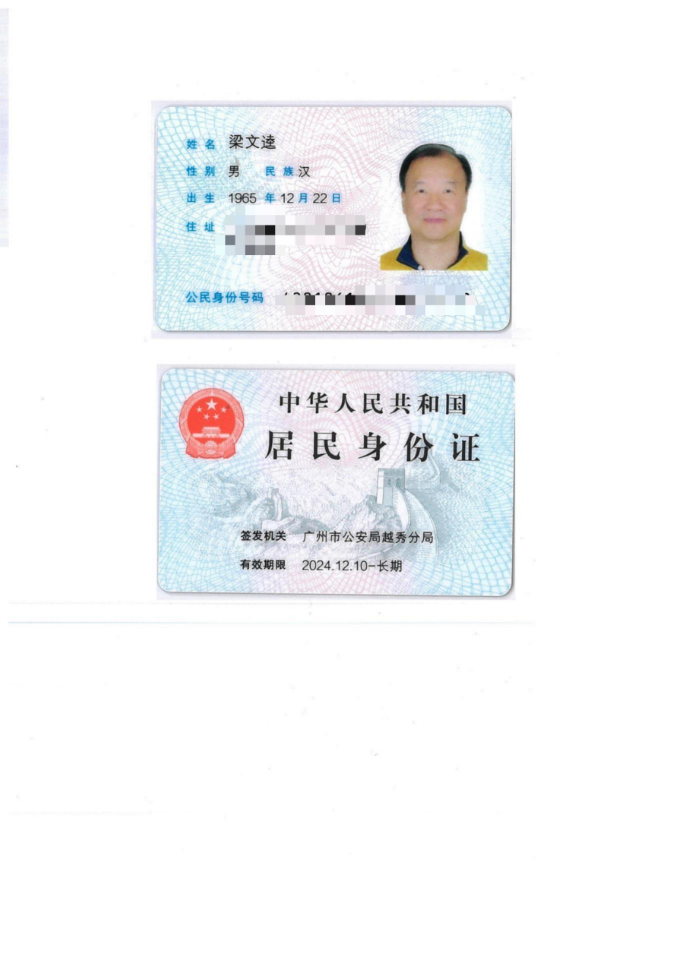 姓名 梁文逵
性别 男 民族 汉
出生 1965 年 12 月 22 日
住址
公民身份号码
中华人民共和国
居民身份证
签发机关 广州市公安局越秀分局
有效期限 2024.12.10-长期